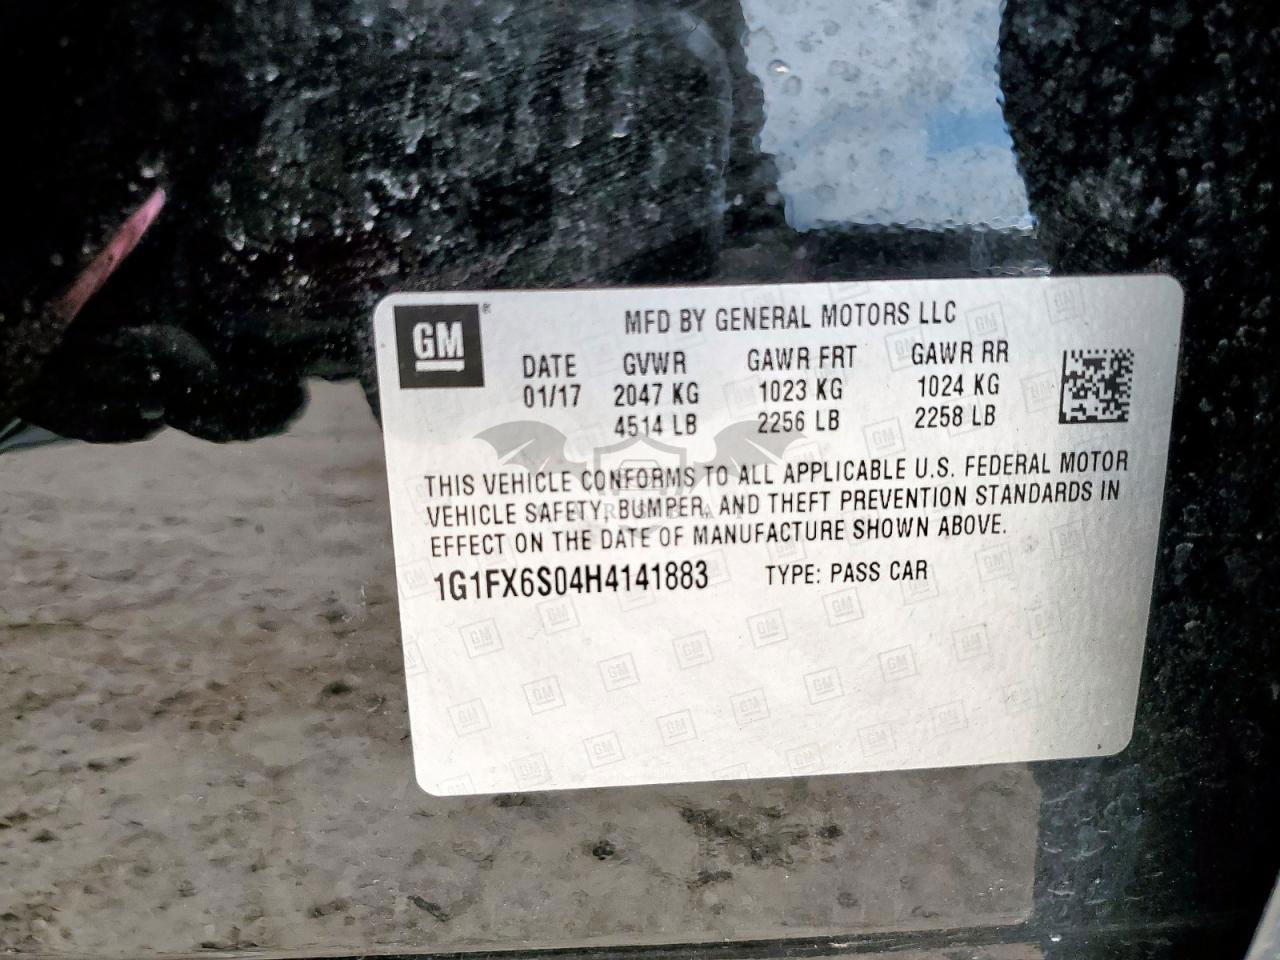 GM
®
MFD BY GENERAL MOTORS LLC
DATE GVWR GAWR FRT GAWR RR
01/17 2047 KG 1023 KG 1024 KG
4514 LB 2256 LB 2258 LB
THIS VEHICLE CONFORMS TO ALL APPLICABLE U.S. FEDERAL MOTOR
VEHICLE SAFETY, BUMPER, AND THEFT PREVENTION STANDARDS IN
EFFECT ON THE DATE OF MANUFACTURE SHOWN ABOVE.
1G1FX6S04H4141883 TYPE: PASS CAR